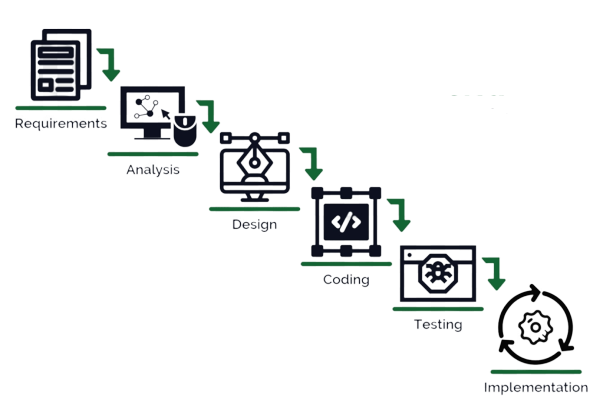 Requirements
Analysis
Design
</>
Coding
Testing
Implementation